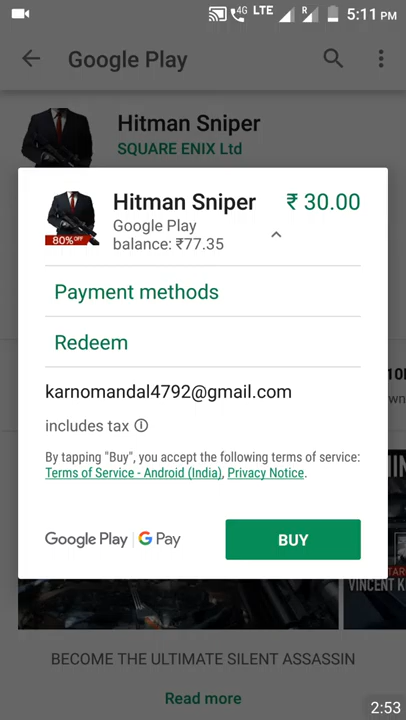 4G LTE R 5:11 PM
Google Play
Hitman Sniper
SQUARE ENIX Ltd
Hitman Sniper ₹ 30.00
Google Play
balance: ₹77.35
80% OFF
Payment methods
Redeem
karnomandal4792@gmail.com
includes tax
By tapping "Buy", you accept the following terms of service:
Terms of Service - Android (India), Privacy Notice.
Google Play | G Pay
BUY
VINCENT K
BECOME THE ULTIMATE SILENT ASSASSIN
Read more
2:53